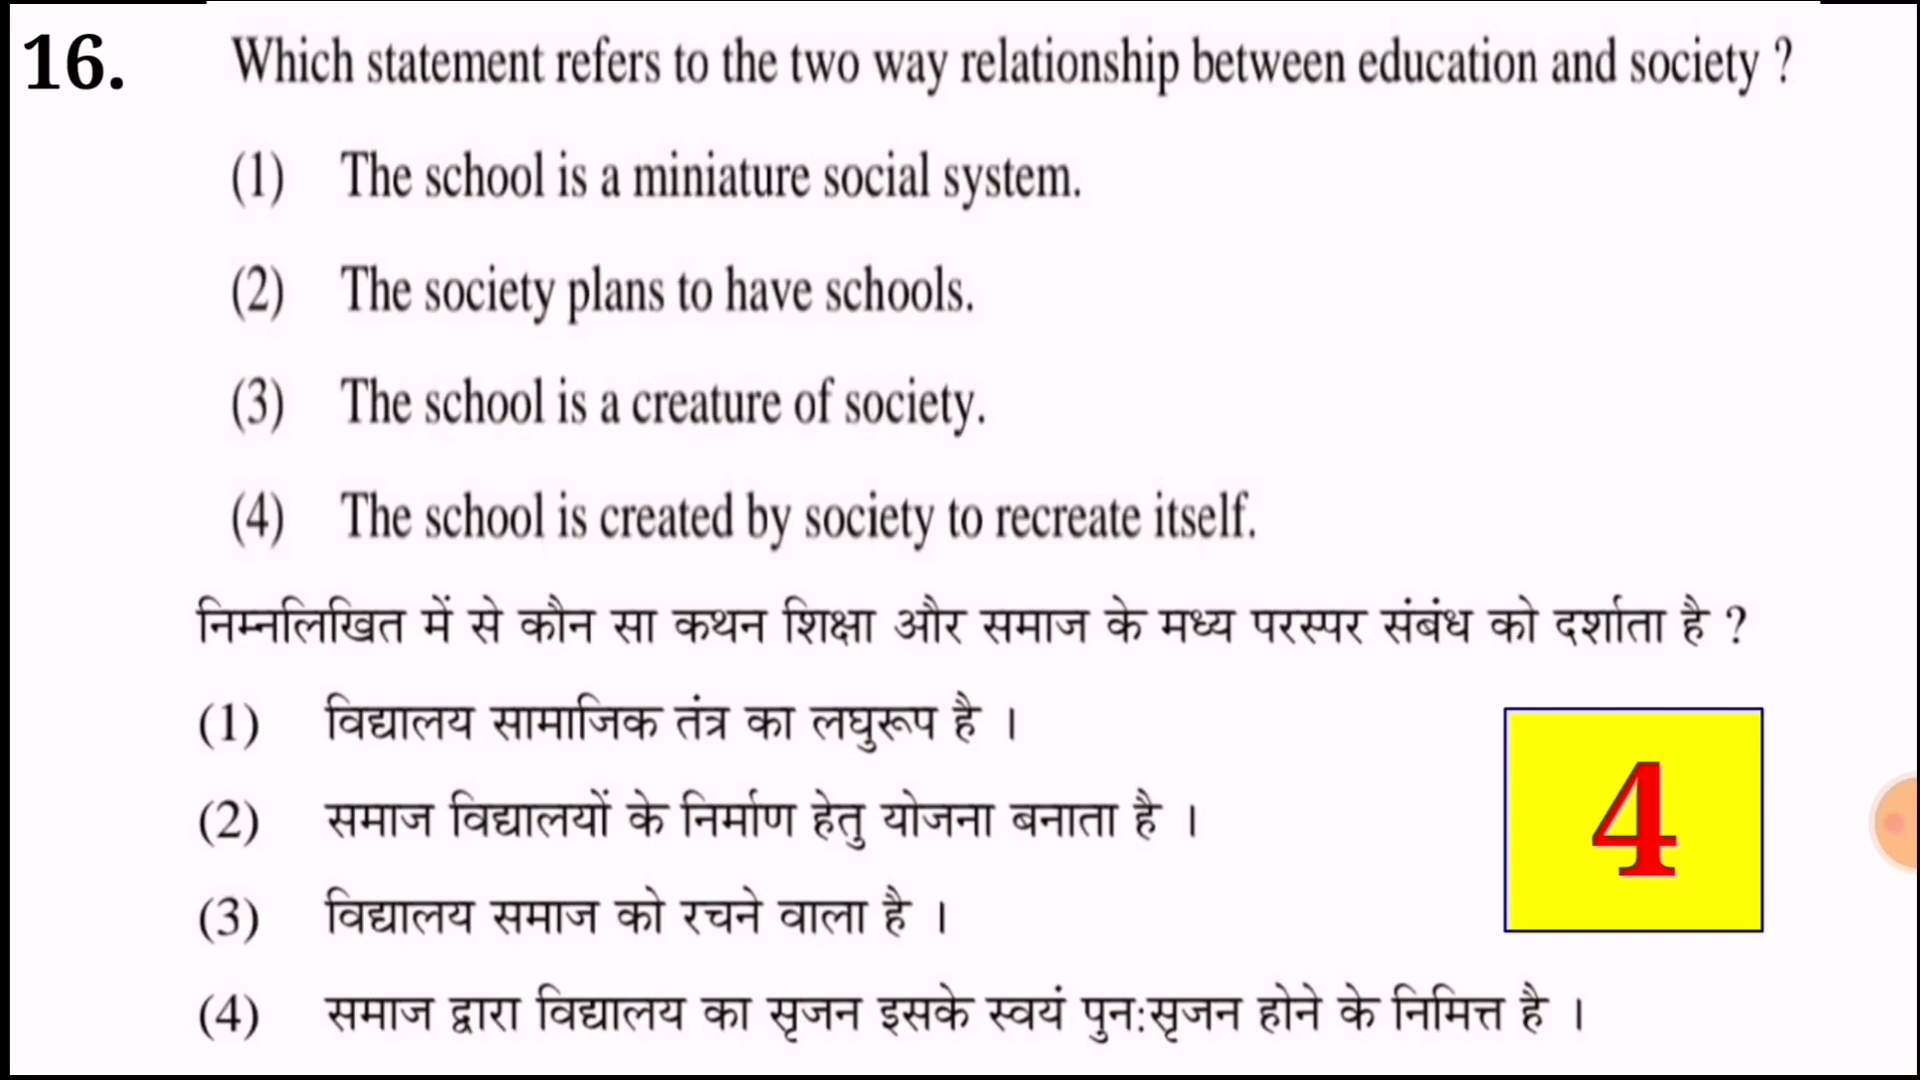 16. Which statement refers to the two way relationship between education and society ?
(1) The school is a miniature social system.
(2) The society plans to have schools.
(3) The school is a creature of society.
(4) The school is created by society to recreate itself.
निम्नलिखित में से कौन सा कथन शिक्षा और समाज के मध्य परस्पर संबंध को दर्शाता है ?
(1) विद्यालय सामाजिक तंत्र का लघुरूप है ।
(2) समाज विद्यालयों के निर्माण हेतु योजना बनाता है ।
(3) विद्यालय समाज को रचने वाला है ।
(4) समाज द्वारा विद्यालय का सृजन इसके स्वयं पुन:सृजन होने के निमित्त है ।
4